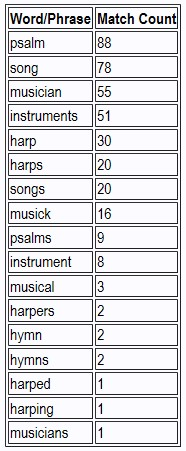 Word/Phrase Match Count
psalm 88
song 78
musician 55
instruments 51
harp 30
harps 20
songs 20
musick 16
psalms 9
instrument 8
musical 3
harpers 2
hymn 2
hymns 2
harped 1
harping 1
musicians 1